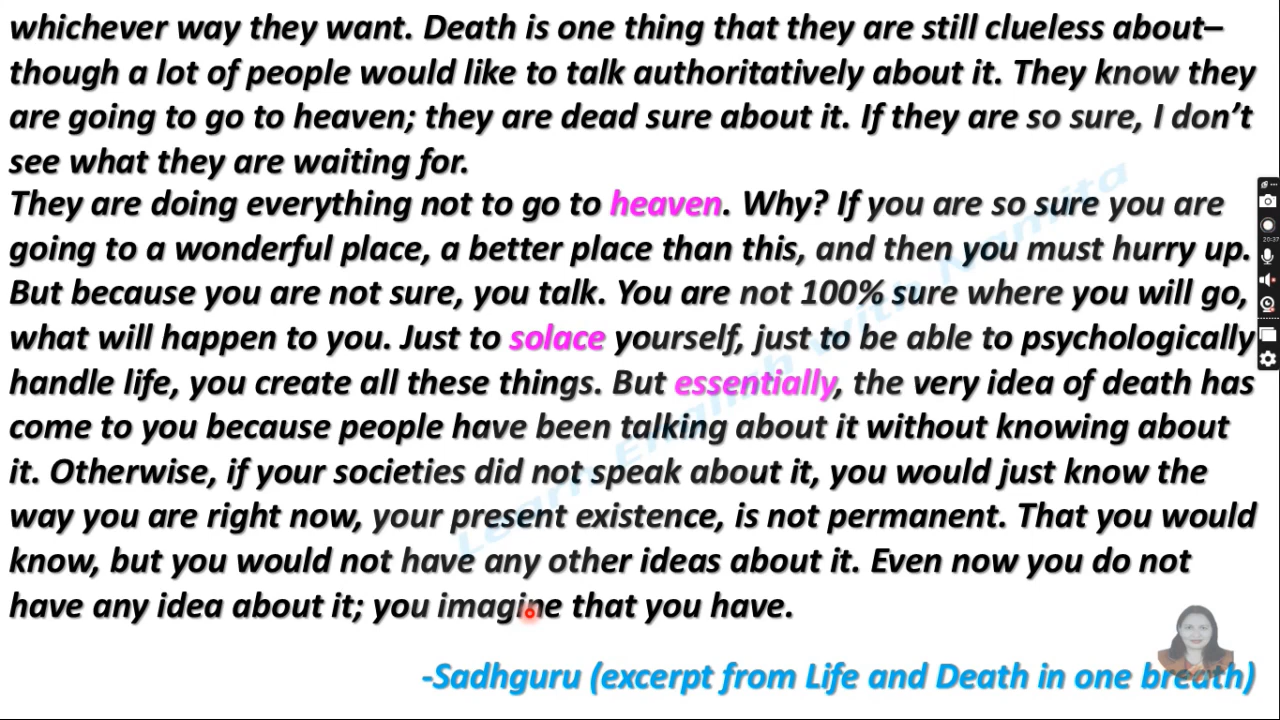 whichever way they want. Death is one thing that they are still clueless about–
though a lot of people would like to talk authoritatively about it. They know they
are going to go to heaven; they are dead sure about it. If they are so sure, I don’t
see what they are waiting for.
They are doing everything not to go to heaven. Why? If you are so sure you are
going to a wonderful place, a better place than this, and then you must hurry up.
But because you are not sure, you talk. You are not 100% sure where you will go,
what will happen to you. Just to solace yourself, just to be able to psychologically
handle life, you create all these things. But essentially, the very idea of death has
come to you because people have been talking about it without knowing about
it. Otherwise, if your societies did not speak about it, you would just know the
way you are right now, your present existence, is not permanent. That you would
know, but you would not have any other ideas about it. Even now you do not
have any idea about it; you imagine that you have.
-Sadhguru (excerpt from Life and Death in one breath)
Learn English with Namita
20:37